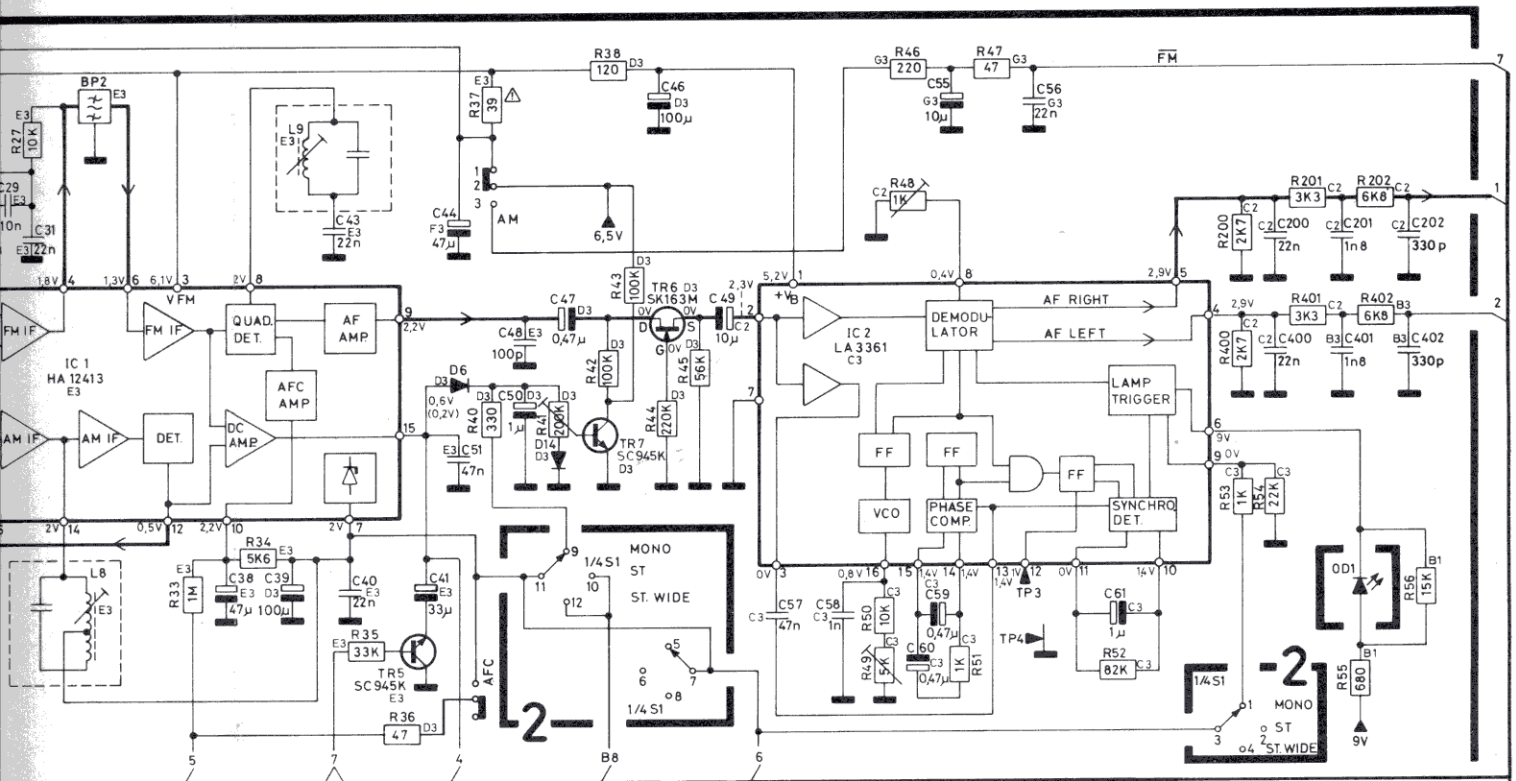 BP2
E3
E3
R27
10K
C29
E3
10n
C31
E3
22n
L9
E3
C43
E3
22n
E3
R37
39
R38
120
D3
C46
D3
100µ
1
2
3
AM
C44
F3
47µ
6,5V
G3
R46
220
C55
G3
10µ
R47
47
G3
C56
G3
22n
FM
7
R48
C2
1K
R43
100K
D3
TR6
SK163M
D3
0V
0V
D
S
G
0V
C49
10µ
C2
2,3V
R200
2K7
C2
C200
C2
22n
R201
3K3
C2
C201
C2
1n8
R202
6K8
C2
C202
C2
330p
1
R400
2K7
C2
C400
C2
22n
R401
3K3
B3
C401
B3
1n8
R402
6K8
B3
C402
B3
330p
2
1,8V
4
1,3V
6
6,1V
3
VFM
2V
8
FM IF
FM IF
QUAD.
DET.
AF
AMP.
9
2,2V
IC 1
HA 12413
E3
AFC
AMP
AM IF
AM IF
DET.
DC
AMP.
15
2V
14
0,5V
12
2,2V
10
2V
7
C47
D3
0,47µ
C48
E3
100p
D6
D3
0,6V
(0,2V)
R40
330
D3
C50
D3
1µ
R41
200K
D3
D14
D3
R42
100K
D3
TR7
SC945K
D3
R44
220K
D3
R45
56K
D3
E3
C51
47n
5,2V
1
+VB
0,4V
8
2,9V
5
2
IC 2
LA 3361
C3
DEMODU
LATOR
AF RIGHT
AF LEFT
4
2,9V
LAMP
TRIGGER
7
FF
FF
FF
6
9V
9
0V
VCO
PHASE
COMP.
SYNCHRO.
DET.
0V
3
0,8V
16
15
1,4V
14
1,4V
13
1,4V
1V
12
0V
11
1,4V
10
TP3
TP4
R53
1K
C3
R54
22K
C3
OD1
R56
15K
B1
R55
680
B1
9V
L8
E3
R33
1M
E3
R34
5K6
E3
C38
E3
47µ
C39
D3
100µ
C40
E3
22n
C41
E3
33µ
R35
33K
E3
TR5
SC945K
E3
R36
47
D3
AFC
9
11
1/4 S1
10
12
MONO
ST
ST. WIDE
5
6
7
8
1/4 S1
2
C57
C3
47n
C58
C3
1n
R50
10K
C3
R49
5K
C3
C59
C3
0,47µ
C60
C3
0,47µ
R51
1K
C3
C61
C3
1µ
R52
82K
C3
2
1/4 S1
1
MONO
3
2
ST
4
ST. WIDE
5
7
4
B8
6